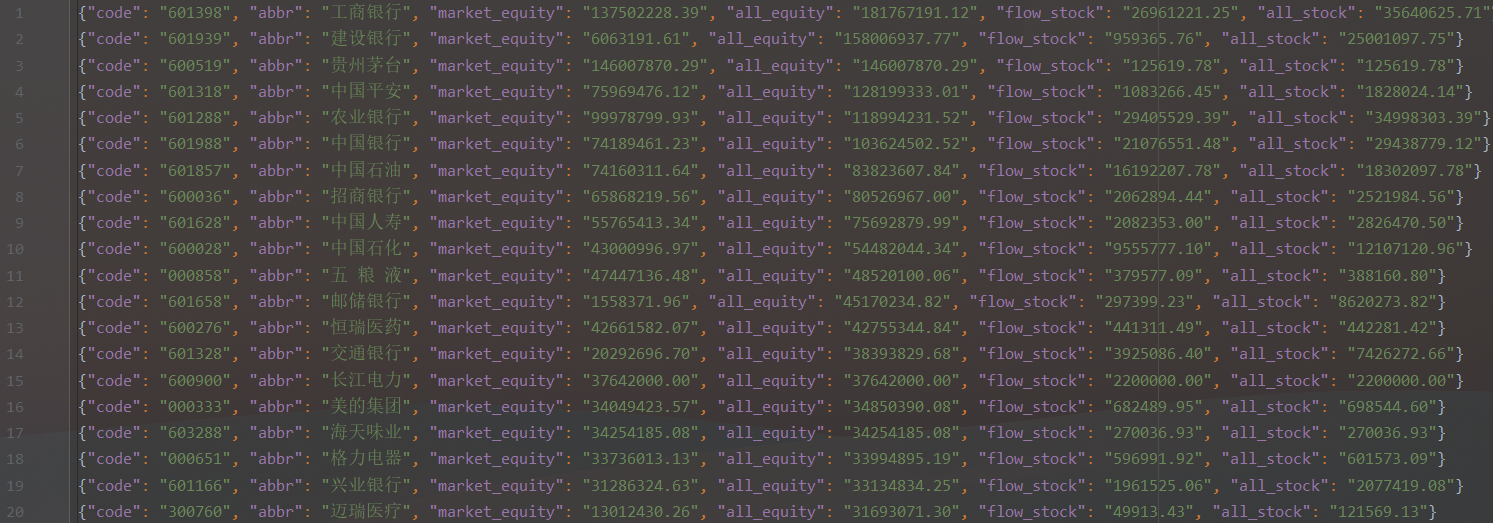 1 {"code": "601398", "abbr": "工商银行", "market_equity": "137502228.39", "all_equity": "181767191.12", "flow_stock": "26961221.25", "all_stock": "35640625.71"
2 {"code": "601939", "abbr": "建设银行", "market_equity": "6063191.61", "all_equity": "158006937.77", "flow_stock": "959365.76", "all_stock": "25001097.75"}
3 {"code": "600519", "abbr": "贵州茅台", "market_equity": "146007870.29", "all_equity": "146007870.29", "flow_stock": "125619.78", "all_stock": "125619.78"}
4 {"code": "601318", "abbr": "中国平安", "market_equity": "75969476.12", "all_equity": "128199333.01", "flow_stock": "1083266.45", "all_stock": "1828024.14"}
5 {"code": "601288", "abbr": "农业银行", "market_equity": "99978799.93", "all_equity": "118994231.52", "flow_stock": "29405529.39", "all_stock": "34998303.39"}
6 {"code": "601988", "abbr": "中国银行", "market_equity": "74189461.23", "all_equity": "103624502.52", "flow_stock": "21076551.48", "all_stock": "29438779.12"}
7 {"code": "601857", "abbr": "中国石油", "market_equity": "74160311.64", "all_equity": "83823607.84", "flow_stock": "16192207.78", "all_stock": "18302097.78"}
8 {"code": "600036", "abbr": "招商银行", "market_equity": "65868219.56", "all_equity": "80526967.00", "flow_stock": "2062894.44", "all_stock": "2521984.56"}
9 {"code": "601628", "abbr": "中国人寿", "market_equity": "55765413.34", "all_equity": "75692879.99", "flow_stock": "2082353.00", "all_stock": "2826470.50"}
10 {"code": "600028", "abbr": "中国石化", "market_equity": "43000996.97", "all_equity": "54482044.34", "flow_stock": "9555777.10", "all_stock": "12107120.96"}
11 {"code": "000858", "abbr": "五 粮 液", "market_equity": "47447136.48", "all_equity": "48520100.06", "flow_stock": "379577.09", "all_stock": "388160.80"}
12 {"code": "601658", "abbr": "邮储银行", "market_equity": "1558371.96", "all_equity": "45170234.82", "flow_stock": "297399.23", "all_stock": "8620273.82"}
13 {"code": "600276", "abbr": "恒瑞医药", "market_equity": "42661582.07", "all_equity": "42755344.84", "flow_stock": "441311.49", "all_stock": "442281.42"}
14 {"code": "601328", "abbr": "交通银行", "market_equity": "20292696.70", "all_equity": "38393829.68", "flow_stock": "3925086.40", "all_stock": "7426272.66"}
15 {"code": "600900", "abbr": "长江电力", "market_equity": "37642000.00", "all_equity": "37642000.00", "flow_stock": "2200000.00", "all_stock": "2200000.00"}
16 {"code": "000333", "abbr": "美的集团", "market_equity": "34049423.57", "all_equity": "34850390.08", "flow_stock": "682489.95", "all_stock": "698544.60"}
17 {"code": "603288", "abbr": "海天味业", "market_equity": "34254185.08", "all_equity": "34254185.08", "flow_stock": "270036.93", "all_stock": "270036.93"}
18 {"code": "000651", "abbr": "格力电器", "market_equity": "33736013.13", "all_equity": "33994895.19", "flow_stock": "596991.92", "all_stock": "601573.09"}
19 {"code": "601166", "abbr": "兴业银行", "market_equity": "31286324.63", "all_equity": "33134834.25", "flow_stock": "1961525.06", "all_stock": "2077419.08"}
20 {"code": "300760", "abbr": "迈瑞医疗", "market_equity": "13012430.26", "all_equity": "31693071.30", "flow_stock": "49913.43", "all_stock": "121569.13"}